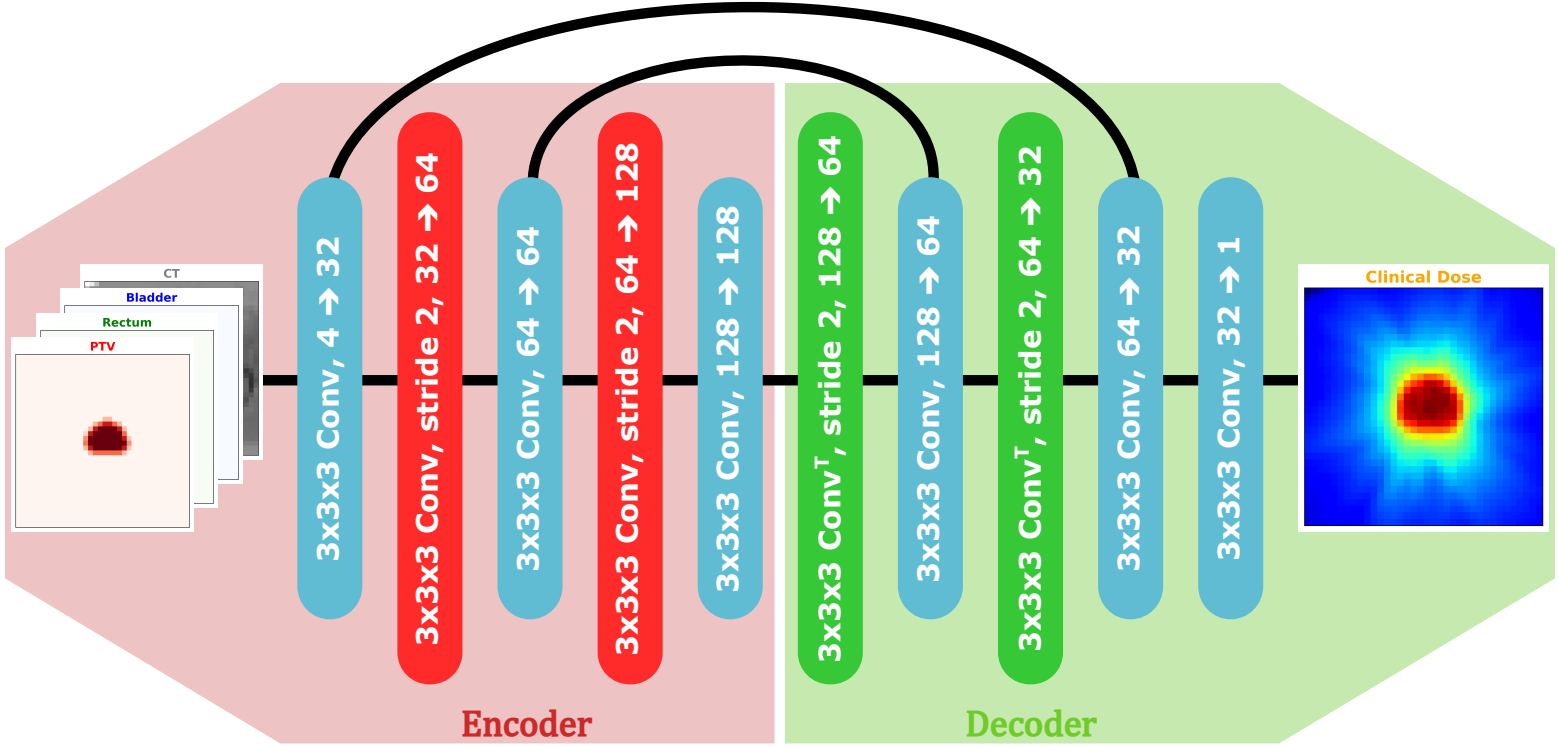 CT
Bladder
Rectum
PTV
3x3x3 Conv, 4 → 32
3x3x3 Conv, stride 2, 32 → 64
3x3x3 Conv, 64 → 64
3x3x3 Conv, stride 2, 64 → 128
3x3x3 Conv, 128 → 128
3x3x3 Convᵀ, stride 2, 128 → 64
3x3x3 Conv, 128 → 64
3x3x3 Convᵀ, stride 2, 64 → 32
3x3x3 Conv, 64 → 32
3x3x3 Conv, 32 → 1
Clinical Dose
Encoder
Decoder